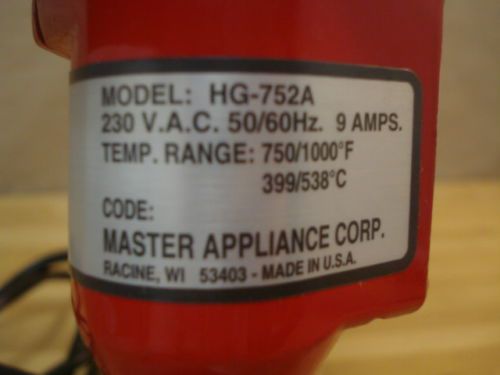 MODEL: HG-752A
230 V.A.C. 50/60Hz. 9 AMPS.
TEMP. RANGE: 750/1000°F
399/538°C
CODE:
MASTER APPLIANCE CORP.
RACINE, WI 53403 - MADE IN U.S.A.